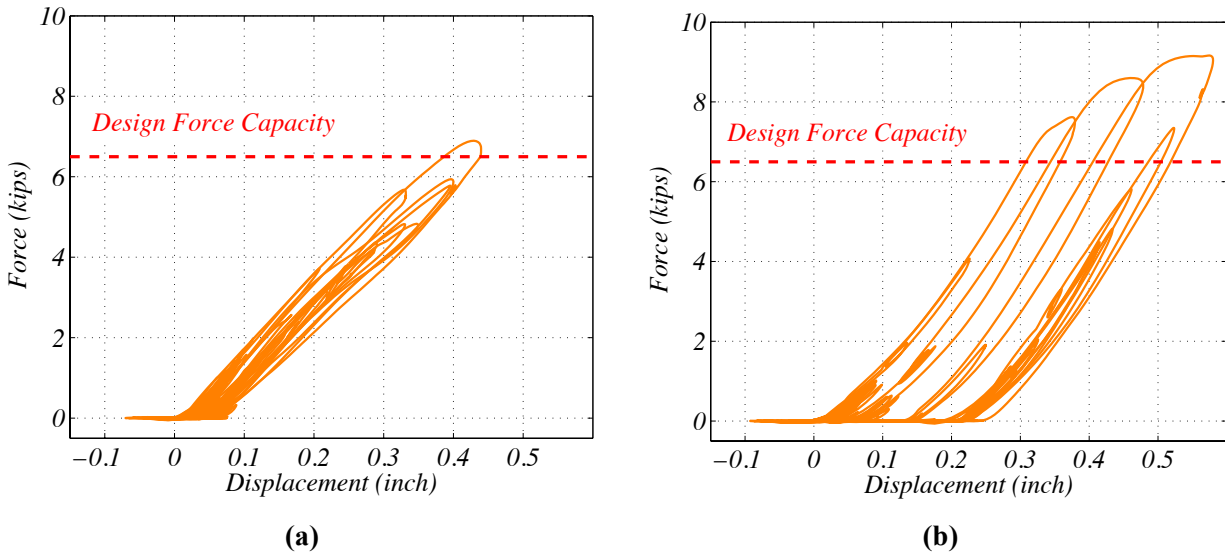 10
8
6
4
2
0
Design Force Capacity
Force (kips)
−0.1 0 0.1 0.2 0.3 0.4 0.5
Displacement (inch)
(a)
10
8
6
4
2
0
Design Force Capacity
Force (kips)
−0.1 0 0.1 0.2 0.3 0.4 0.5
Displacement (inch)
(b)